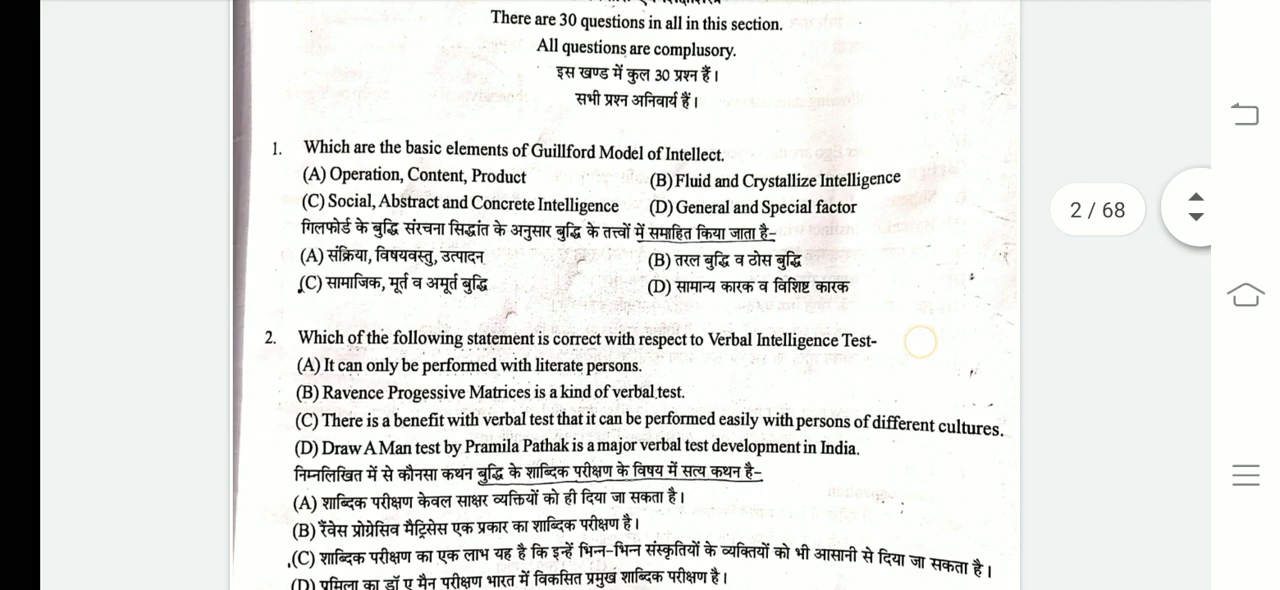 There are 30 questions in all in this section.
All questions are complusory.
इस खण्ड में कुल 30 प्रश्न हैं।
सभी प्रश्न अनिवार्य हैं।
1. Which are the basic elements of Guillford Model of Intellect.
(A) Operation, Content, Product (B) Fluid and Crystallize Intelligence
(C) Social, Abstract and Concrete Intelligence (D) General and Special factor
गिलफोर्ड के बुद्धि संरचना सिद्धांत के अनुसार बुद्धि के तत्त्वों में समाहित किया जाता है-
(A) संक्रिया, विषयवस्तु, उत्पादन (B) तरल बुद्धि व ठोस बुद्धि
(C) सामाजिक, मूर्त व अमूर्त बुद्धि (D) सामान्य कारक व विशिष्ट कारक
2 / 68
2. Which of the following statement is correct with respect to Verbal Intelligence Test-
(A) It can only be performed with literate persons.
(B) Ravence Progessive Matrices is a kind of verbal test.
(C) There is a benefit with verbal test that it can be performed easily with persons of different cultures.
(D) Draw A Man test by Pramila Pathak is a major verbal test development in India.
निम्नलिखित में से कौनसा कथन बुद्धि के शाब्दिक परीक्षण के विषय में सत्य कथन है-
(A) शाब्दिक परीक्षण केवल साक्षर व्यक्तियों को ही दिया जा सकता है।
(B) रैंवेस प्रोग्रेसिव मैट्रिसेस एक प्रकार का शाब्दिक परीक्षण है।
(C) शाब्दिक परीक्षण का एक लाभ यह है कि इन्हें भिन्न-भिन्न संस्कृतियों के व्यक्तियों को भी आसानी से दिया जा सकता है।
(D) प्रमिला का डॉ ए मैन परीक्षण भारत में विकसित प्रमुख शाब्दिक परीक्षण है।